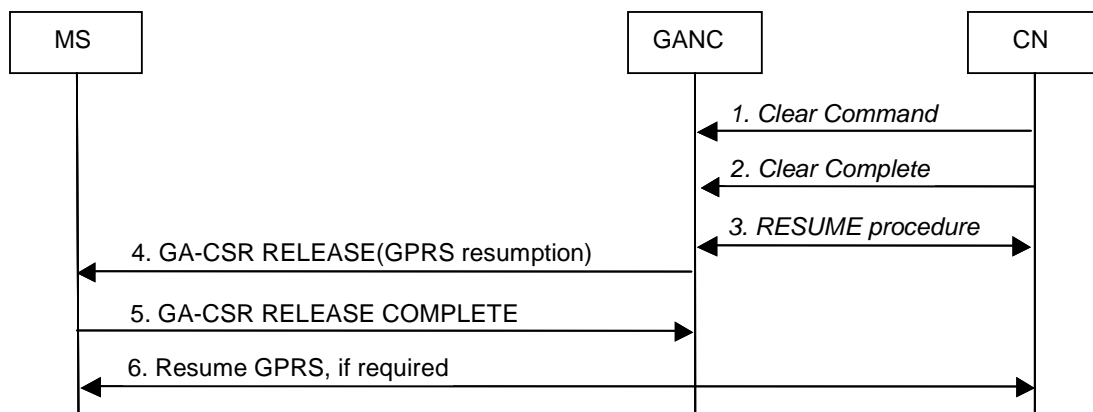 MS GANC CN
1. Clear Command
2. Clear Complete
3. RESUME procedure
4. GA-CSR RELEASE(GPRS resumption)
5. GA-CSR RELEASE COMPLETE
6. Resume GPRS, if required